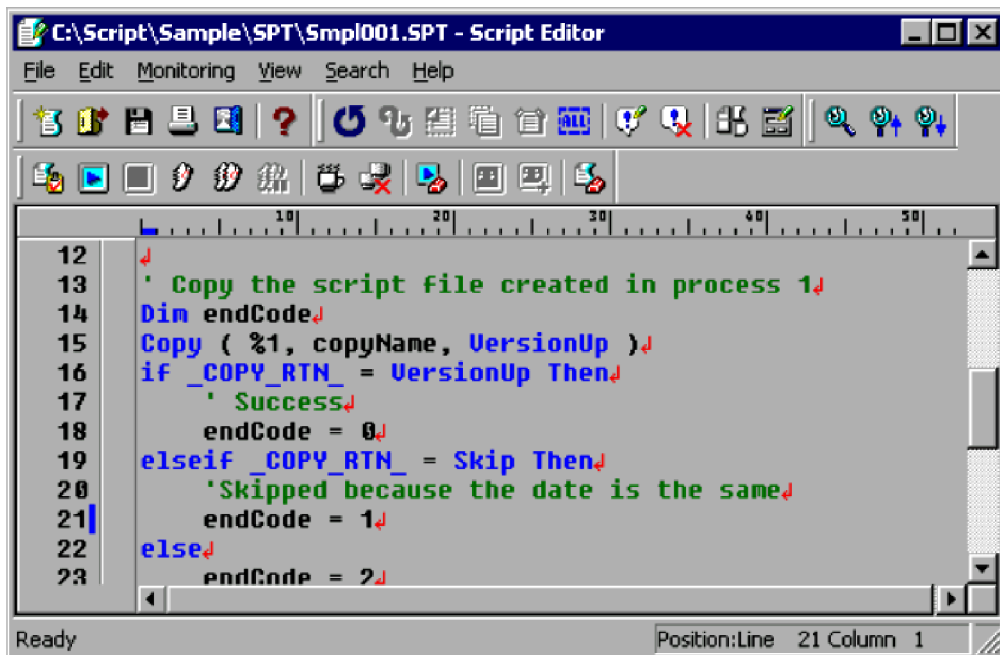 C:\Script\Sample\SPT\Smpl001.SPT - Script Editor
File Edit Monitoring View Search Help
ALL
10 20 30 40 50
12
13 ' Copy the script file created in process 1
14 Dim endCode
15 Copy ( %1, copyName, VersionUp )
16 if _COPY_RTN_ = VersionUp Then
17 ' Success
18 endCode = 0
19 elseif _COPY_RTN_ = Skip Then
20 'Skipped because the date is the same
21 endCode = 1
22 else
23 endCode = 2
Ready Position:Line 21 Column 1